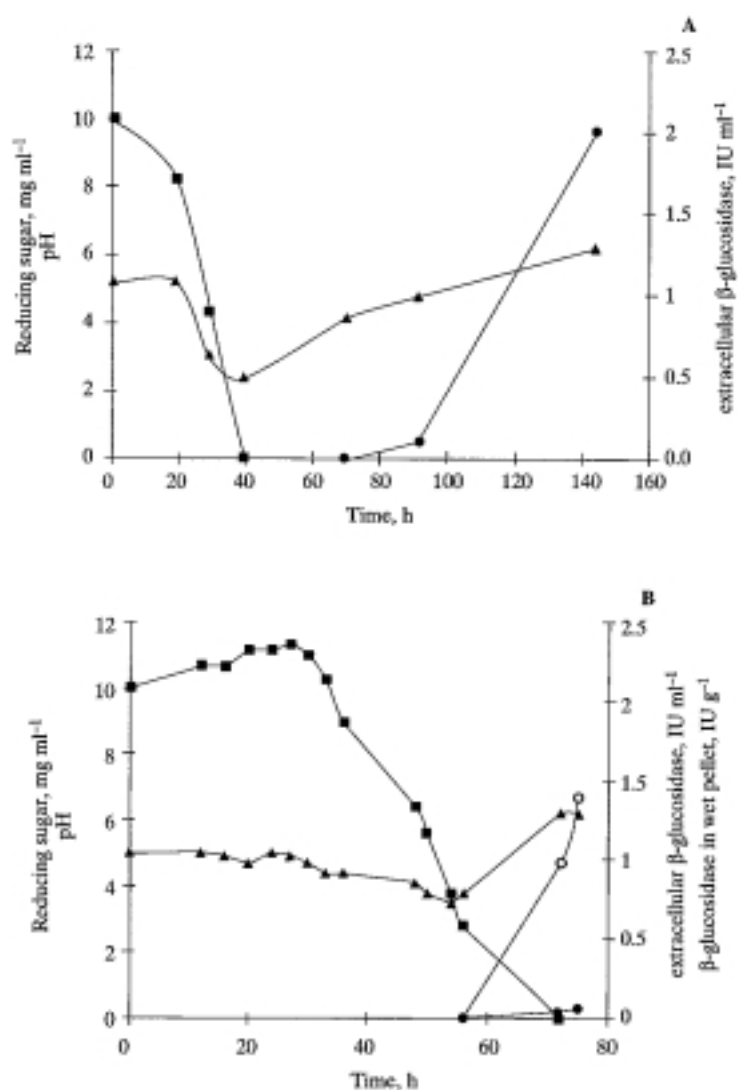 A
12
10
8
6
4
2
0
Reducing sugar, mg ml⁻¹
pH
2.5
2
1.5
1
0.5
0.0
extracellular β-glucosidase, IU ml⁻¹
0 20 40 60 80 100 120 140 160
Time, h
B
12
10
8
6
4
2
0
Reducing sugar, mg ml⁻¹
pH
2.5
2
1.5
1
0.5
0
extracellular β-glucosidase, IU ml⁻¹
β-glucosidase in wet pellet, IU g⁻¹
0 20 40 60 80
Time, h